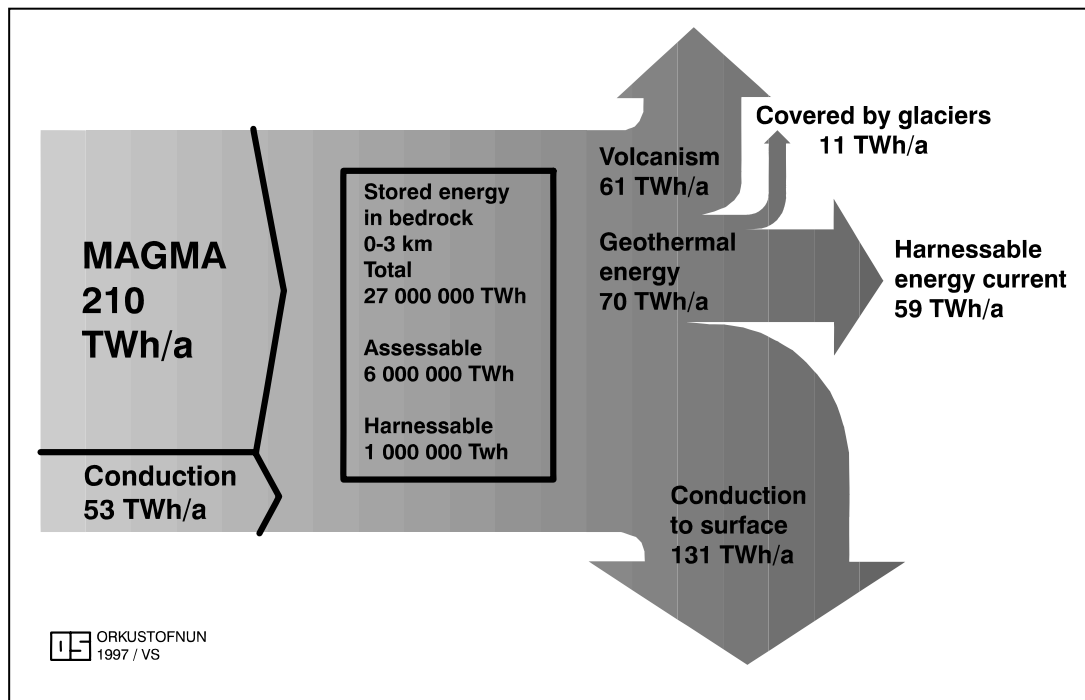 MAGMA
210
TWh/a
Conduction
53 TWh/a
Stored energy
in bedrock
0-3 km
Total
27 000 000 TWh
Assessable
6 000 000 TWh
Harnessable
1 000 000 Twh
Volcanism
61 TWh/a
Covered by glaciers
11 TWh/a
Geothermal
energy
70 TWh/a
Harnessable
energy current
59 TWh/a
Conduction
to surface
131 TWh/a
OS ORKUSTOFNUN
1997 / VS